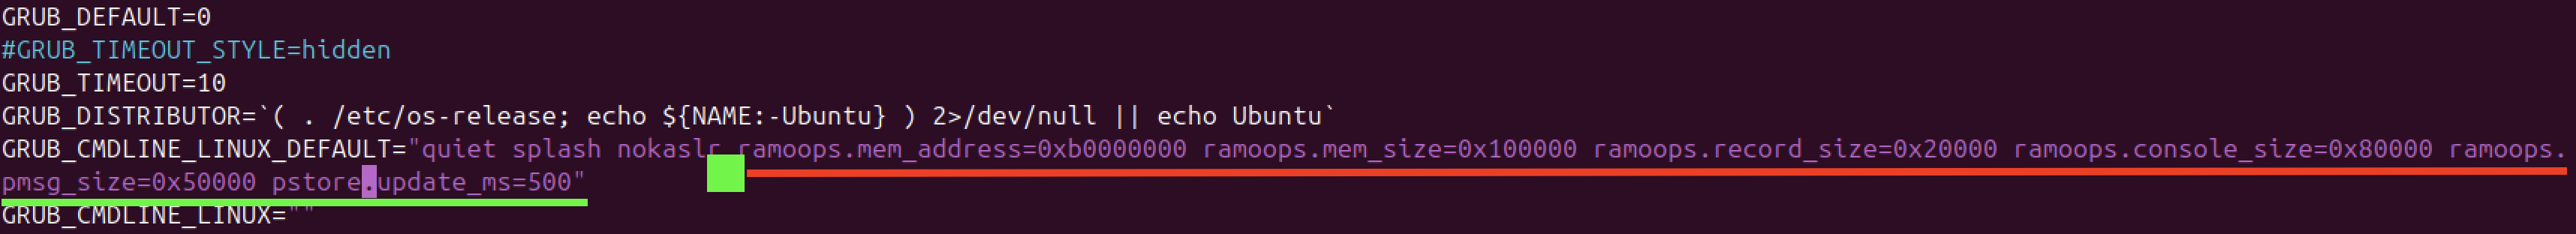 GRUB_DEFAULT=0
#GRUB_TIMEOUT_STYLE=hidden
GRUB_TIMEOUT=10
GRUB_DISTRIBUTOR=`( . /etc/os-release; echo ${NAME:-Ubuntu} ) 2>/dev/null || echo Ubuntu`
GRUB_CMDLINE_LINUX_DEFAULT="quiet splash nokaslr ramoops.mem_address=0xb0000000 ramoops.mem_size=0x100000 ramoops.record_size=0x20000 ramoops.console_size=0x80000 ramoops.
pmsg_size=0x50000 pstore.update_ms=500"
GRUB_CMDLINE_LINUX=""